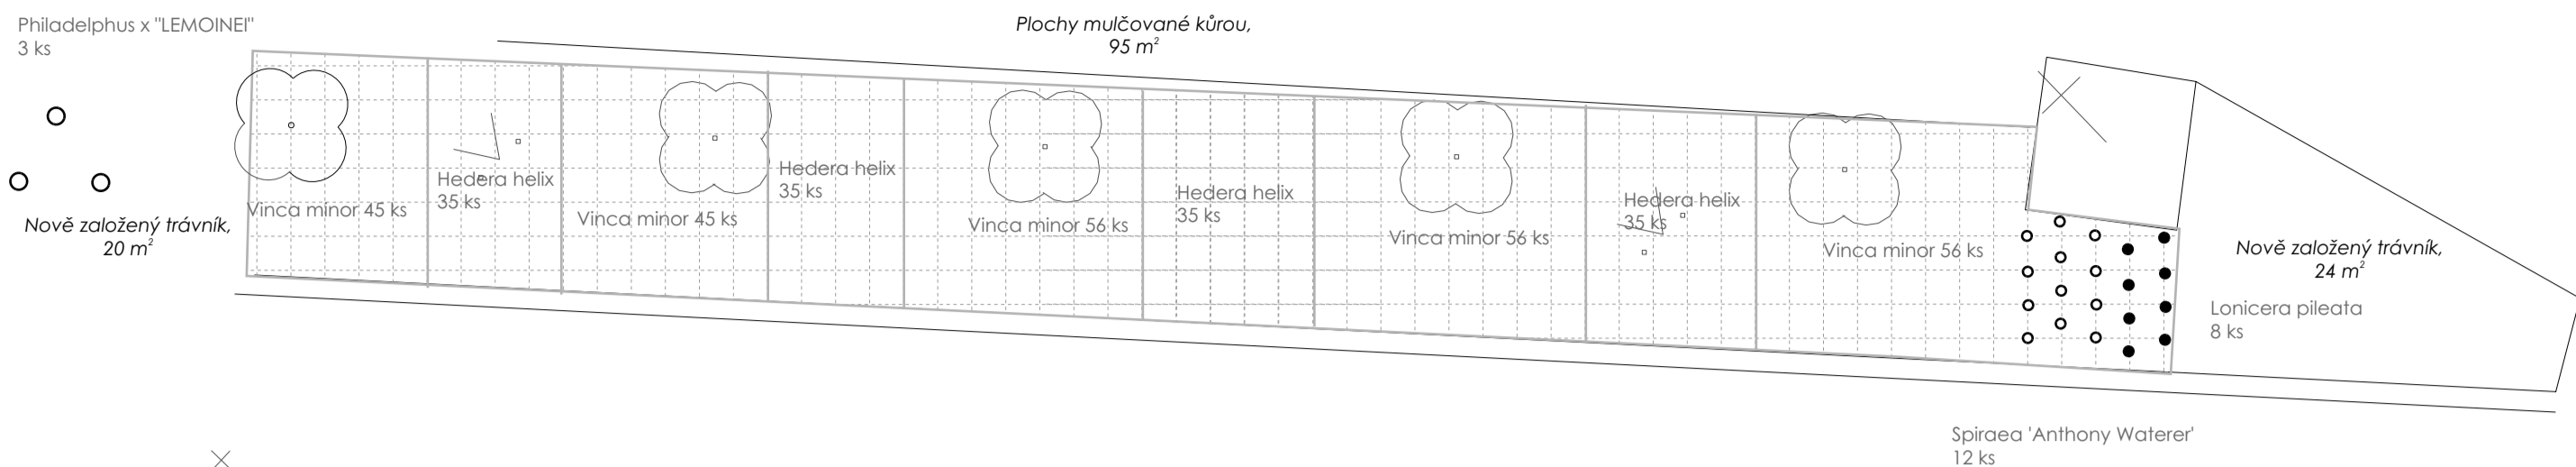 Philadelphus x "LEMOINEI"
3 ks
Plochy mulčované kůrou,
95 m²
Nově založený trávník,
20 m²
Vinca minor 45 ks
Hedera helix
35 ks
Vinca minor 45 ks
Hedera helix
35 ks
Vinca minor 56 ks
Hedera helix
35 ks
Vinca minor 56 ks
Hedera helix
35 ks
Vinca minor 56 ks
Nově založený trávník,
24 m²
Lonicera pileata
8 ks
Spiraea 'Anthony Waterer'
12 ks